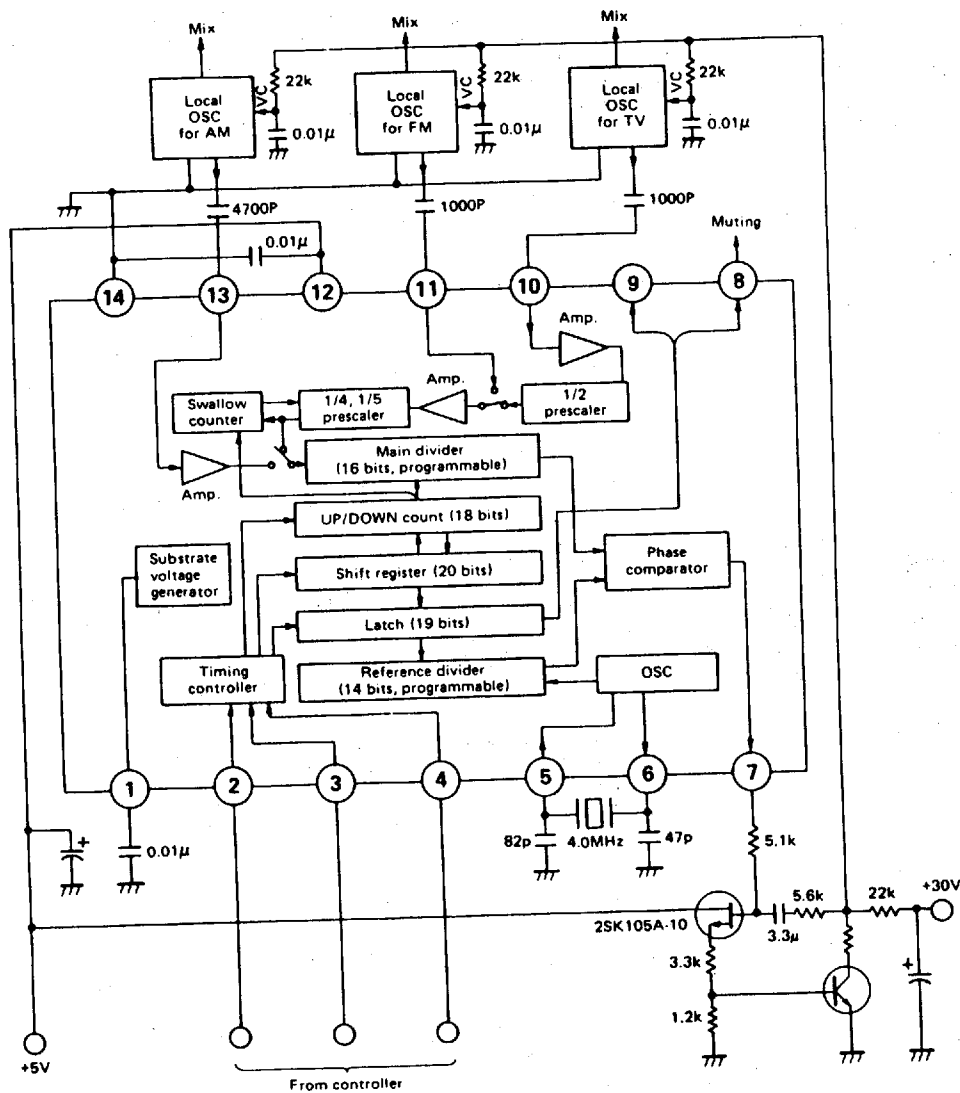 Mix
Mix
Mix
Local
OSC
for AM
VC
22k
0.01μ
Local
OSC
for FM
VC
22k
0.01μ
Local
OSC
for TV
VC
22k
0.01μ
4700P
1000P
1000P
Muting
0.01μ
14
13
12
11
10
9
8
Amp.
Swallow
counter
1/4, 1/5
prescaler
Amp.
1/2
prescaler
Amp.
Main divider
(16 bits, programmable)
UP/DOWN count (18 bits)
Substrate
voltage
generator
Shift register (20 bits)
Phase
comparator
Latch (19 bits)
Timing
controller
Reference divider
(14 bits, programmable)
OSC
1
2
3
4
5
6
7
0.01μ
82p
4.0MHz
47p
5.1k
5.6k
22k
+30V
2SK105A-10
3.3μ
3.3k
1.2k
+
+
+5V
From controller